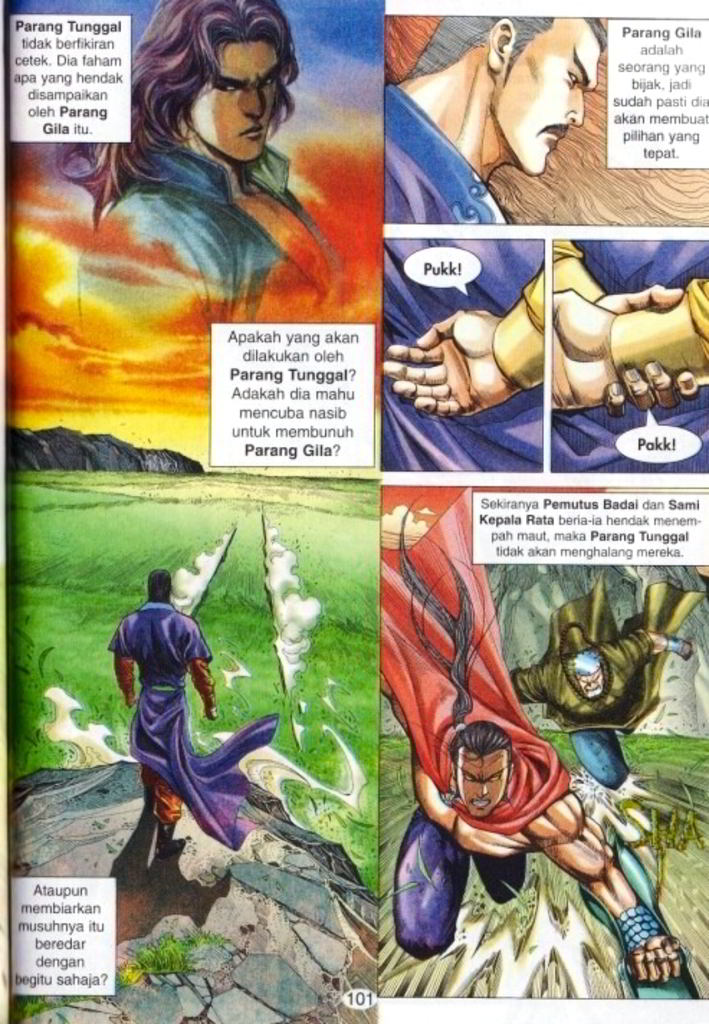 Parang Tunggal
tidak berfikiran
cetek. Dia faham
apa yang hendak
disampaikan
oleh Parang
Gila itu.
Apakah yang akan
dilakukan oleh
Parang Tunggal?
Adakah dia mahu
mencuba nasib
untuk membunuh
Parang Gila?
Ataupun
membiarkan
musuhnya itu
beredar
dengan
begitu sahaja?
Parang Gila
adalah
seorang yang
bijak, jadi
sudah pasti dia
akan membuat
pilihan yang
tepat.
Pukk!
Pakk!
Sekiranya Pemutus Badai dan Sami
Kepala Rata beria-ia hendak menem-
pah maut, maka Parang Tunggal
tidak akan menghalang mereka.
101